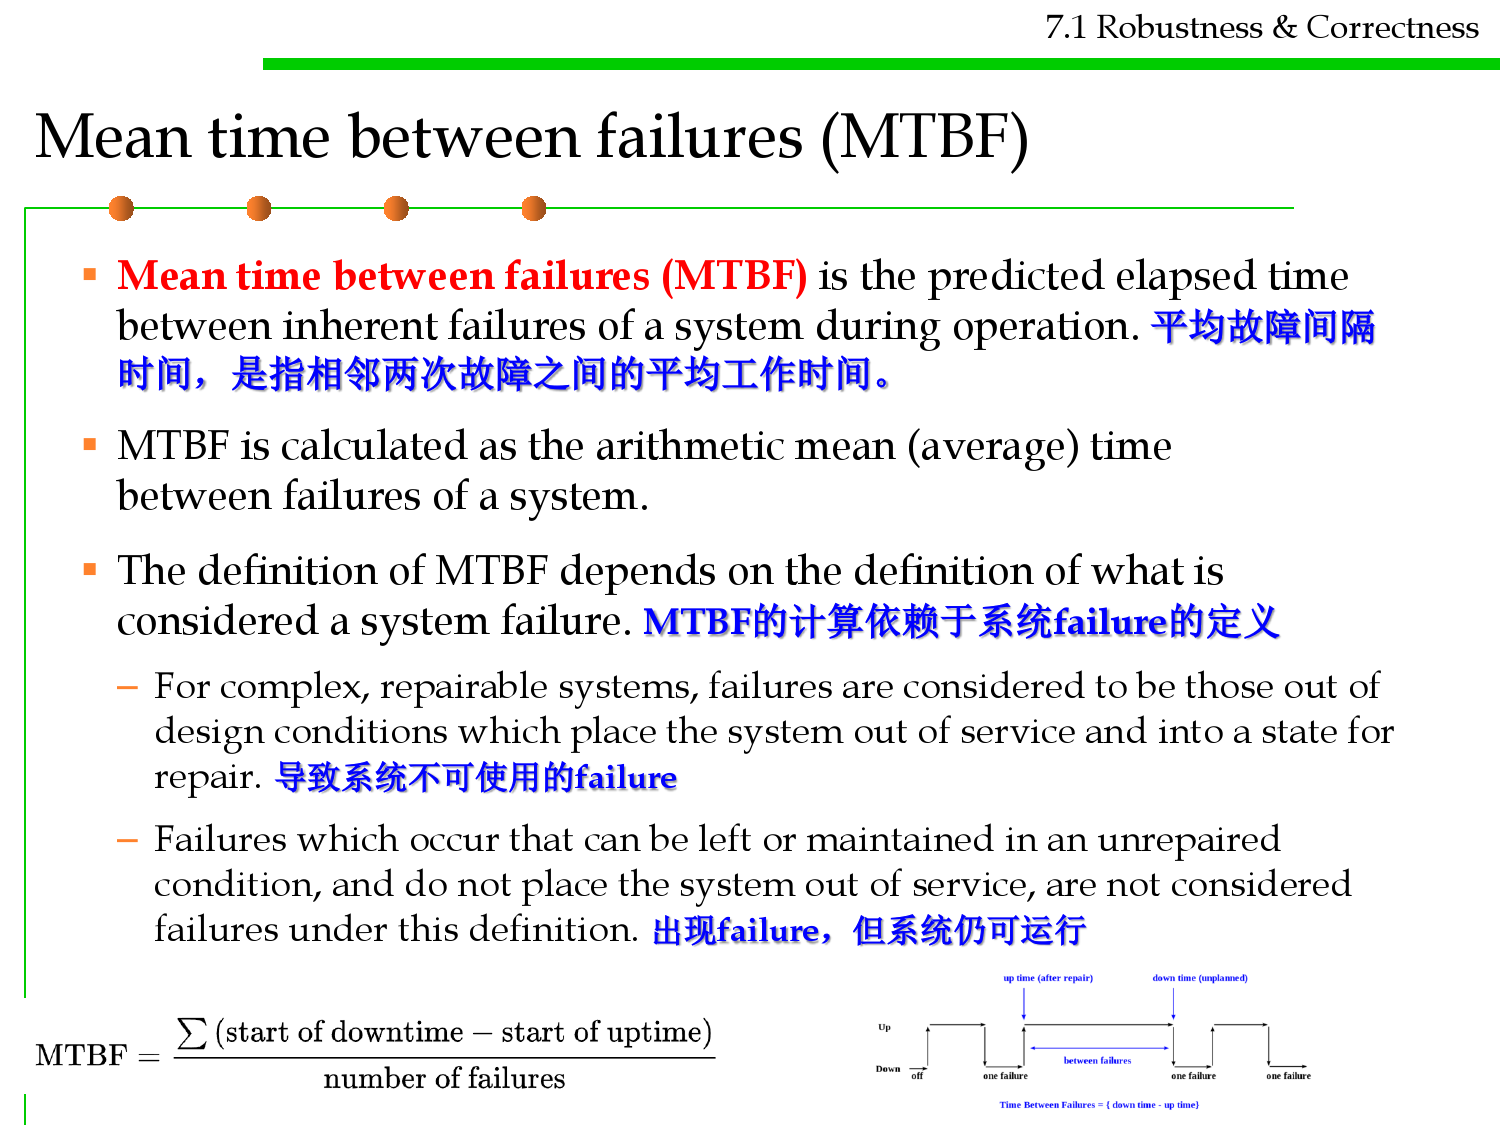 7.1 Robustness & Correctness
Mean time between failures (MTBF)
▪ Mean time between failures (MTBF) is the predicted elapsed time
between inherent failures of a system during operation. 平均故障间隔
时间，是指相邻两次故障之间的平均工作时间。
▪ MTBF is calculated as the arithmetic mean (average) time
between failures of a system.
▪ The definition of MTBF depends on the definition of what is
considered a system failure. MTBF的计算依赖于系统failure的定义
– For complex, repairable systems, failures are considered to be those out of
design conditions which place the system out of service and into a state for
repair. 导致系统不可使用的failure
– Failures which occur that can be left or maintained in an unrepaired
condition, and do not place the system out of service, are not considered
failures under this definition. 出现failure，但系统仍可运行
MTBF = ∑ (start of downtime − start of uptime)
number of failures
up time (after repair) down time (unplanned)
Up
between failures
Down
off one failure one failure one failure
Time Between Failures = { down time - up time}